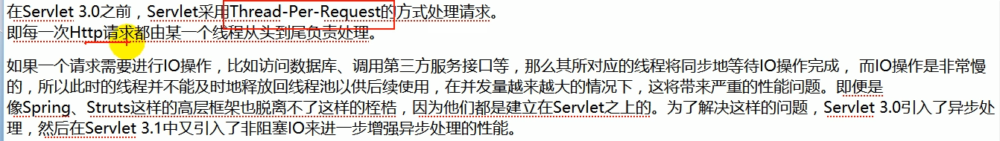 在Servlet 3.0之前，Servlet采用Thread-Per-Request的方式处理请求。
即每一次Http请求都由某一个线程从头到尾负责处理。
如果一个请求需要进行IO操作，比如访问数据库、调用第三方服务接口等，那么其所对应的线程将同步地等待IO操作完成， 而IO操作是非常慢
的，所以此时的线程并不能及时地释放回线程池以供后续使用，在并发量越来越大的情况下，这将带来严重的性能问题。即便是
像Spring、Struts这样的高层框架也脱离不了这样的桎梏，因为他们都是建立在Servlet之上的。为了解决这样的问题，Servlet 3.0引入了异步处
理，然后在Servlet 3.1中又引入了非阻塞IO来进一步增强异步处理的性能。